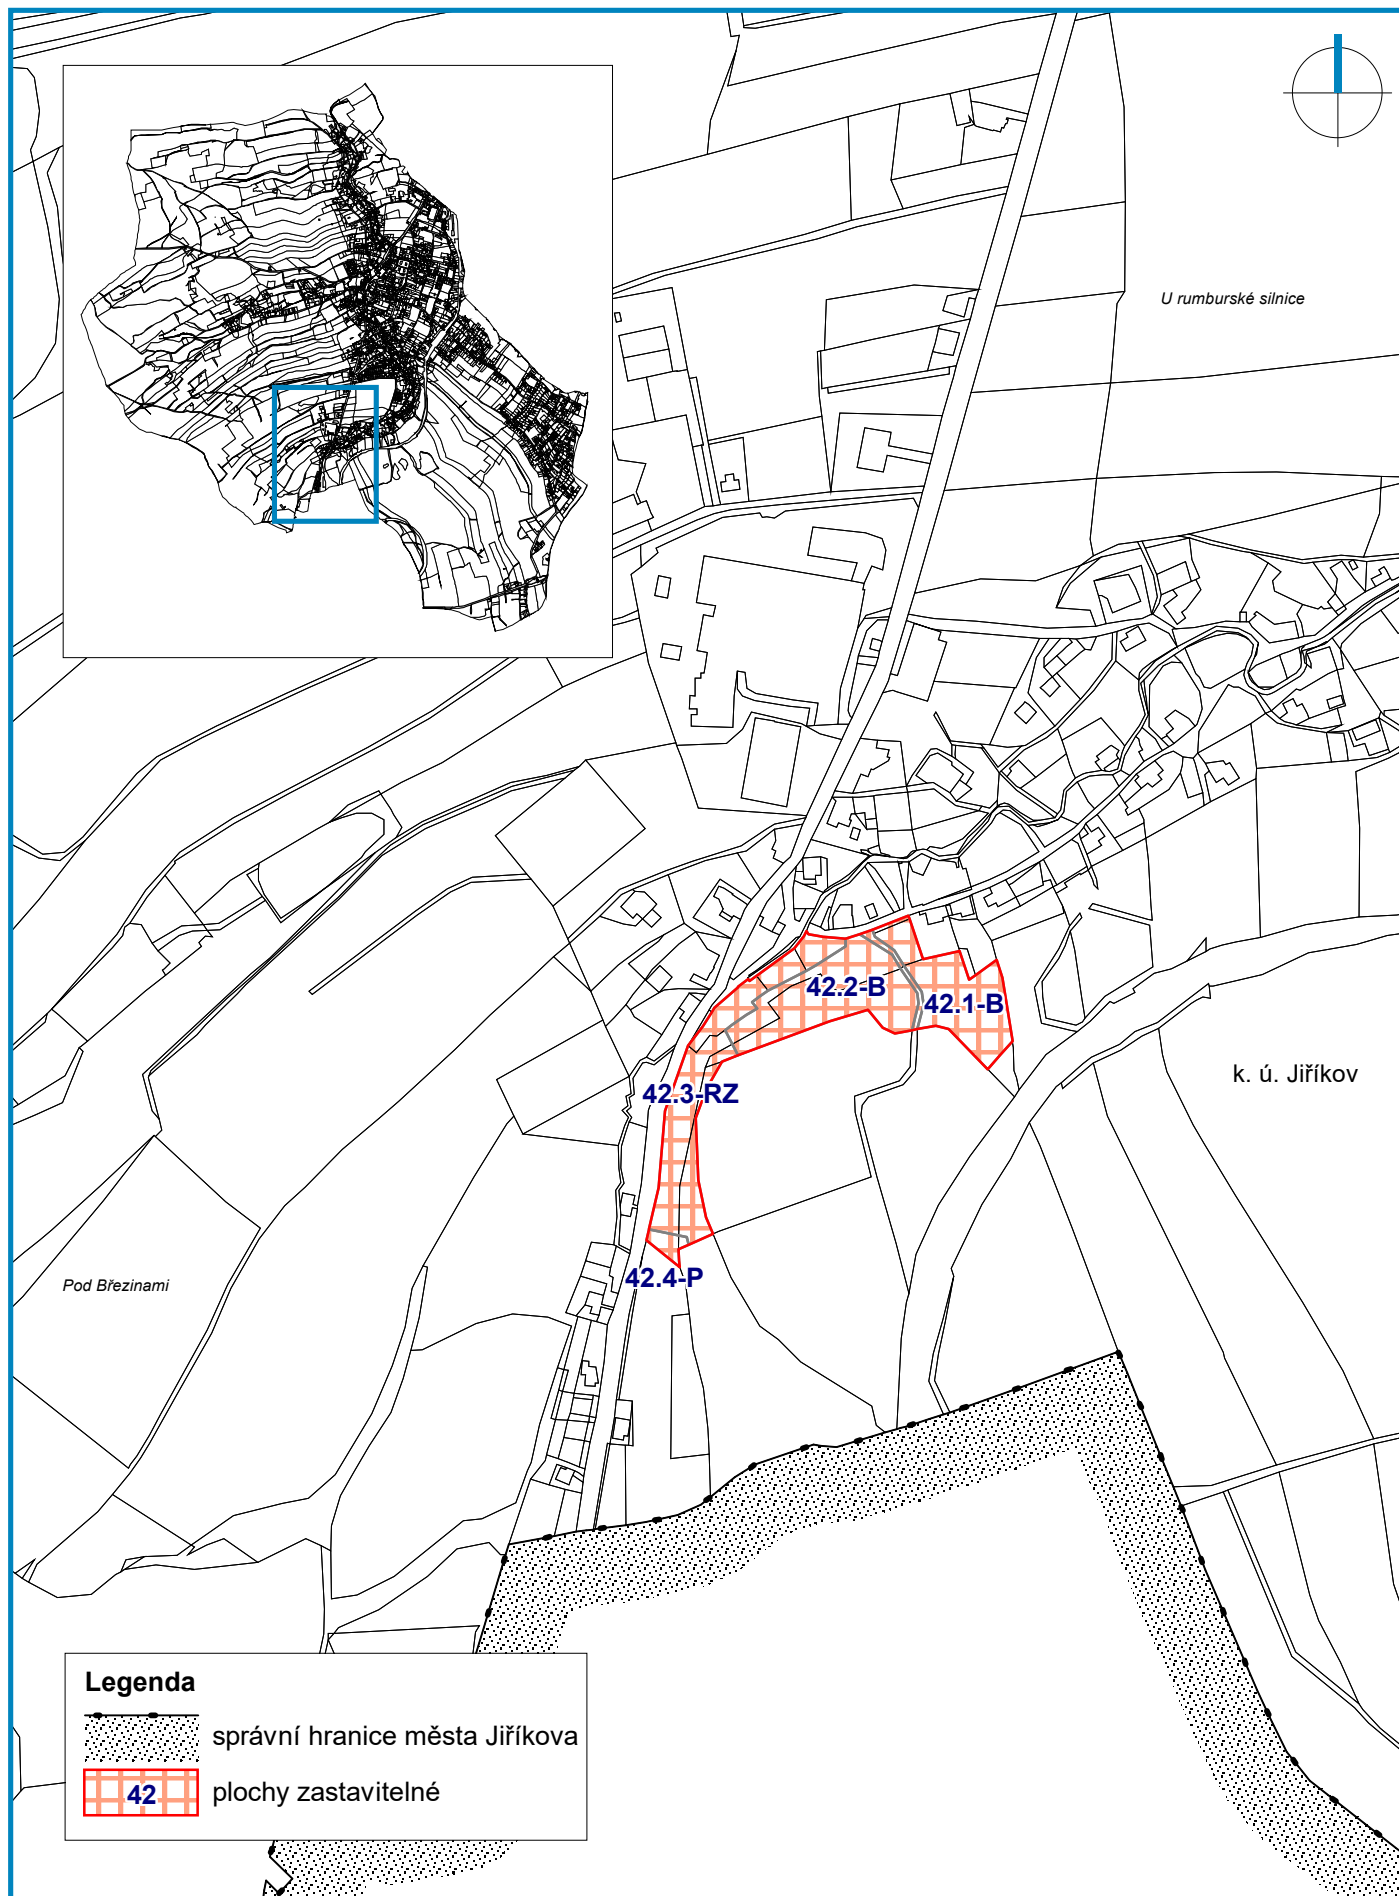 U rumburské silnice
42.2-B
42.1-B
k. ú. Jiříkov
42.3-RZ
42.4-P
Pod Březinami
Legenda
správní hranice města Jiříkova
42
plochy zastavitelné